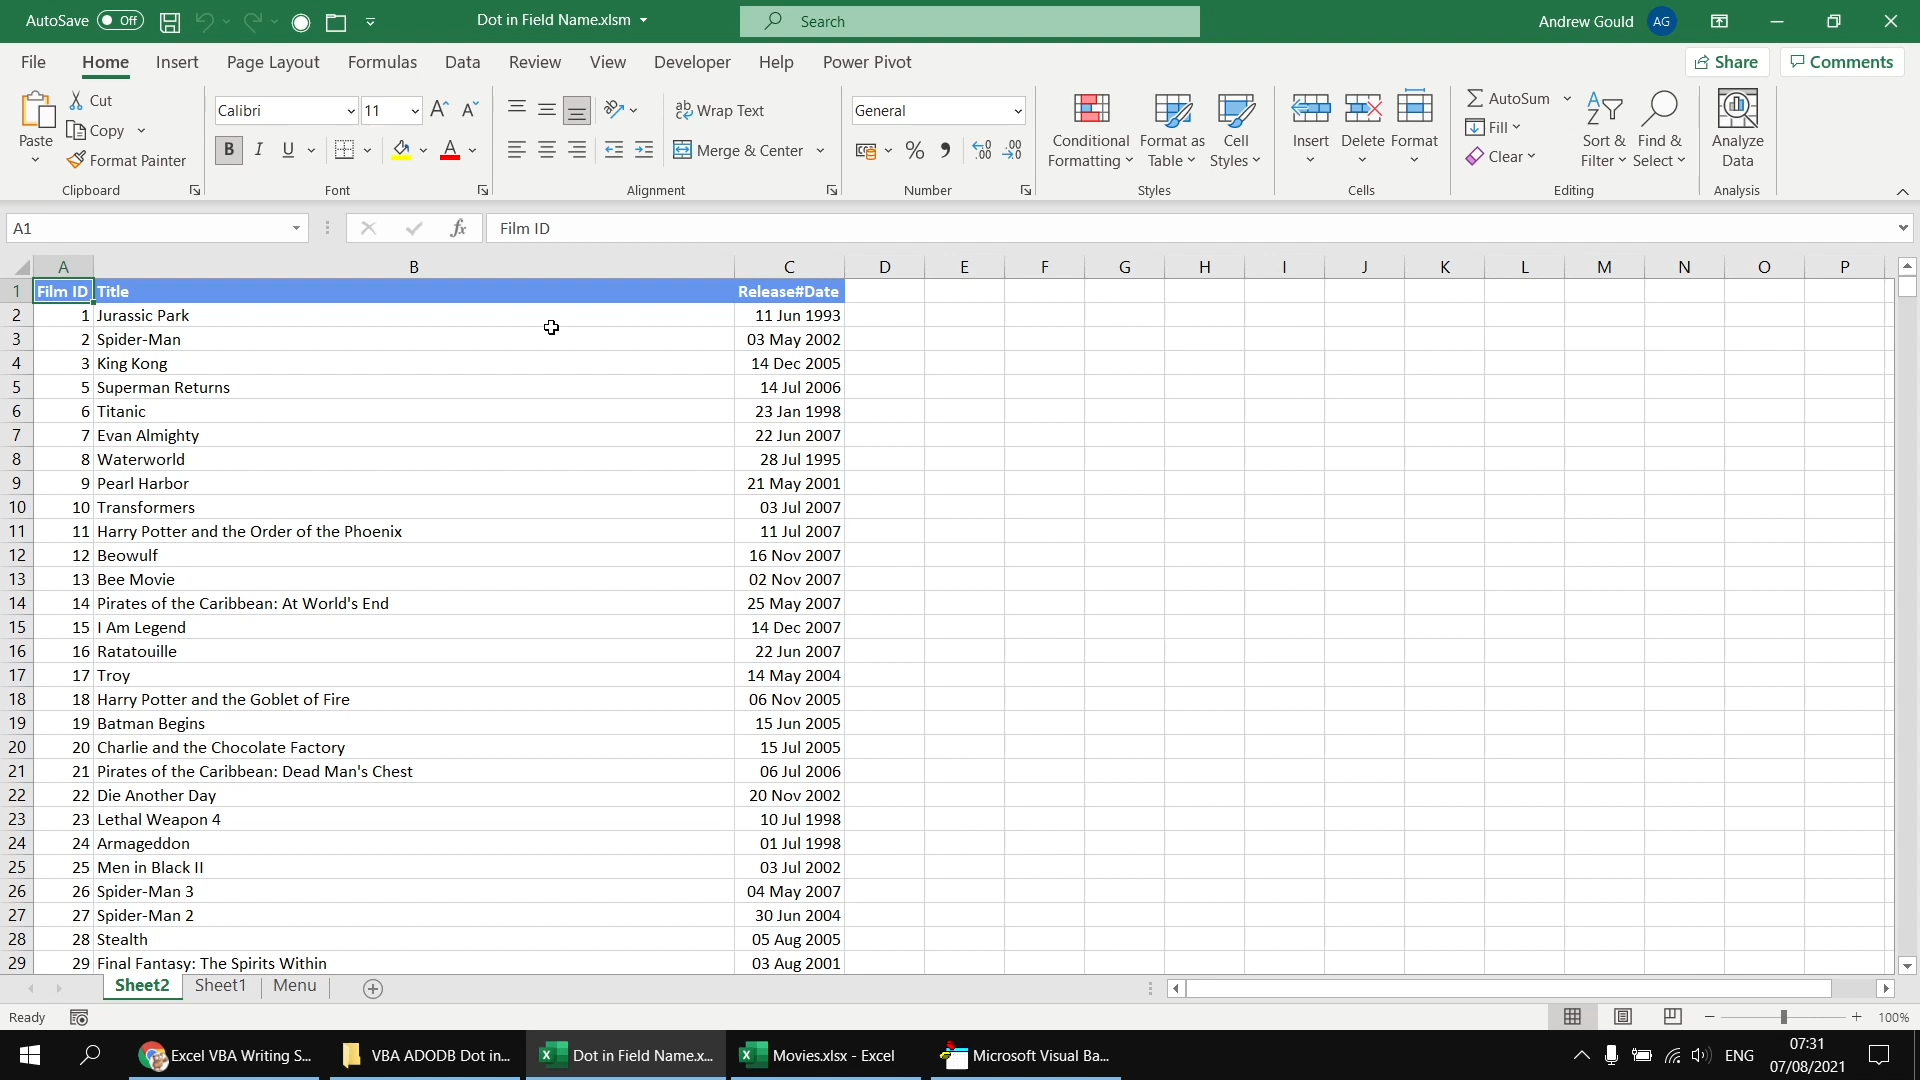 AutoSave Off Dot in Field Name.xlsm Search Andrew Gould AG
File Home Insert Page Layout Formulas Data Review View Developer Help Power Pivot Share Comments
Paste Cut Copy Format Painter Clipboard
Calibri 11 B I U A Font
Wrap Text Merge & Center Alignment
General % Number
Conditional Formatting Format as Table Cell Styles Styles
Insert Delete Format Cells
AutoSum Fill Clear Sort & Filter Find & Select Editing
Analyze Data Analysis
A1 fx Film ID
A B C D E F G H I J K L M N O P
1 Film ID Title Release#Date
2 1 Jurassic Park 11 Jun 1993
3 2 Spider-Man 03 May 2002
4 3 King Kong 14 Dec 2005
5 5 Superman Returns 14 Jul 2006
6 6 Titanic 23 Jan 1998
7 7 Evan Almighty 22 Jun 2007
8 8 Waterworld 28 Jul 1995
9 9 Pearl Harbor 21 May 2001
10 10 Transformers 03 Jul 2007
11 11 Harry Potter and the Order of the Phoenix 11 Jul 2007
12 12 Beowulf 16 Nov 2007
13 13 Bee Movie 02 Nov 2007
14 14 Pirates of the Caribbean: At World's End 25 May 2007
15 15 I Am Legend 14 Dec 2007
16 16 Ratatouille 22 Jun 2007
17 17 Troy 14 May 2004
18 18 Harry Potter and the Goblet of Fire 06 Nov 2005
19 19 Batman Begins 15 Jun 2005
20 20 Charlie and the Chocolate Factory 15 Jul 2005
21 21 Pirates of the Caribbean: Dead Man's Chest 06 Jul 2006
22 22 Die Another Day 20 Nov 2002
23 23 Lethal Weapon 4 10 Jul 1998
24 24 Armageddon 01 Jul 1998
25 25 Men in Black II 03 Jul 2002
26 26 Spider-Man 3 04 May 2007
27 27 Spider-Man 2 30 Jun 2004
28 28 Stealth 05 Aug 2005
29 29 Final Fantasy: The Spirits Within 03 Aug 2001
Sheet2 Sheet1 Menu
Ready 100%
Excel VBA Writing S... VBA ADODB Dot in... Dot in Field Name.x... Movies.xlsx - Excel Microsoft Visual Ba... ENG 07:31
07/08/2021